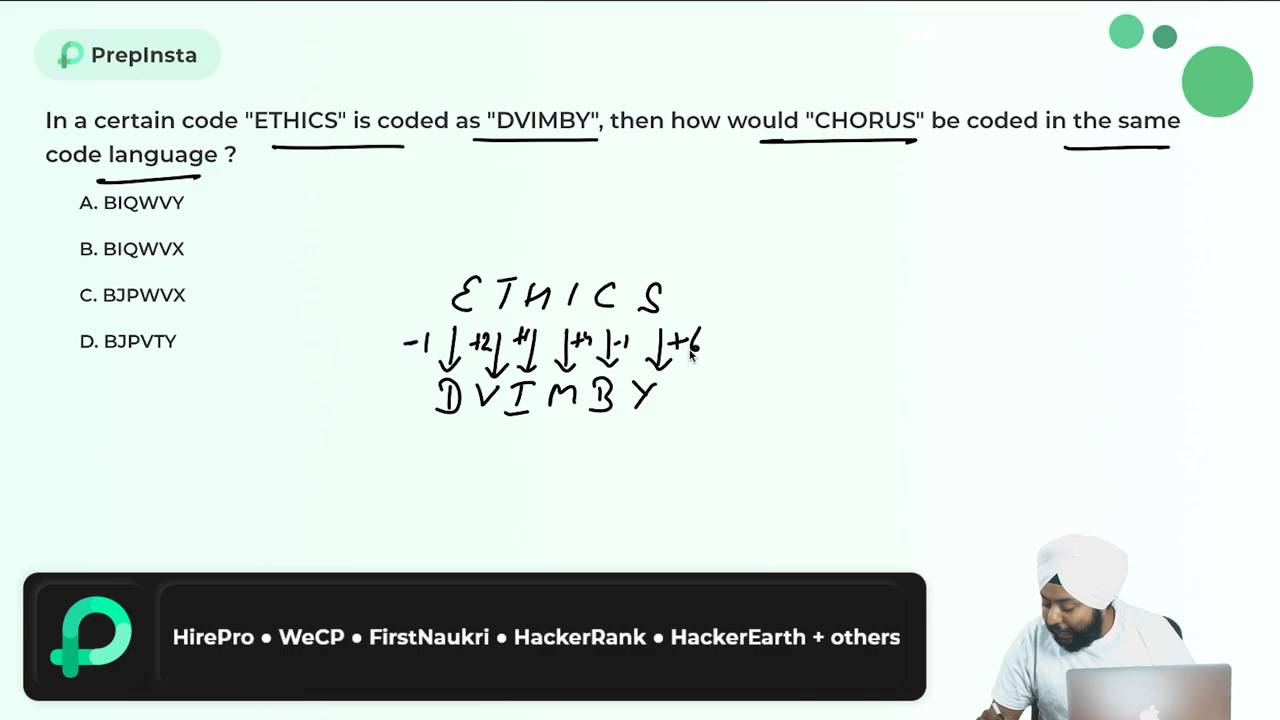 PrepInsta
In a certain code "ETHICS" is coded as "DVIMBY", then how would "CHORUS" be coded in the same
code language ?
A. BIQWVY
B. BIQWVX
C. BJPWVX
D. BJPVTY
E T H I C S
-1 +2 +1 +4 -1 +6
D V I M B Y
HirePro ● WeCP ● FirstNaukri ● HackerRank ● HackerEarth + others